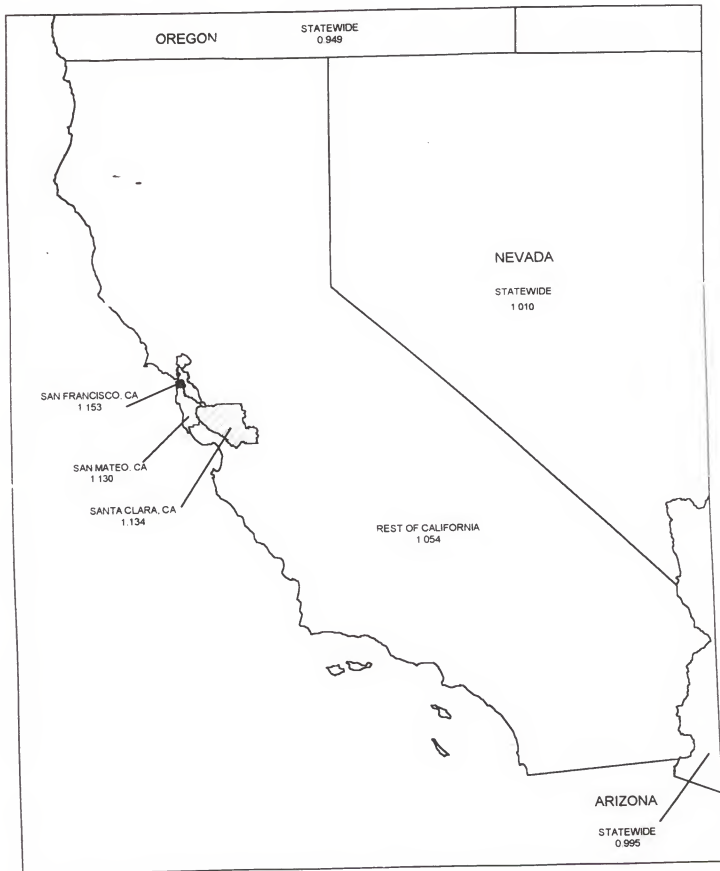 OREGON
STATEWIDE
0.949
NEVADA
STATEWIDE
1 010
SAN FRANCISCO, CA
1 153
SAN MATEO, CA
1 130
SANTA CLARA, CA
1.134
REST OF CALIFORNIA
1 054
ARIZONA
STATEWIDE
0.995